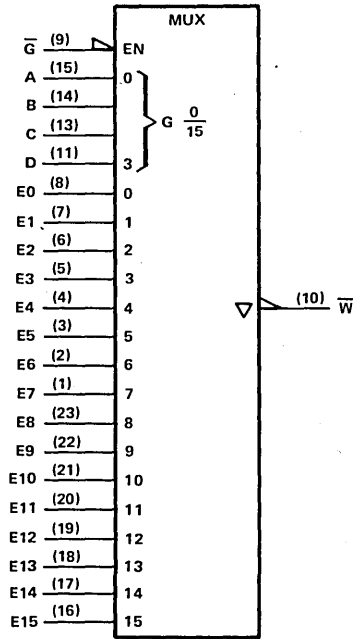 MUX
G̅ (9) EN
A (15) 0
B (14)
C (13)
D (11) 3
G 0/15
E0 (8) 0
E1 (7) 1
E2 (6) 2
E3 (5) 3
E4 (4) 4
(10) W̅
E5 (3) 5
E6 (2) 6
E7 (1) 7
E8 (23) 8
E9 (22) 9
E10 (21) 10
E11 (20) 11
E12 (19) 12
E13 (18) 13
E14 (17) 14
E15 (16) 15